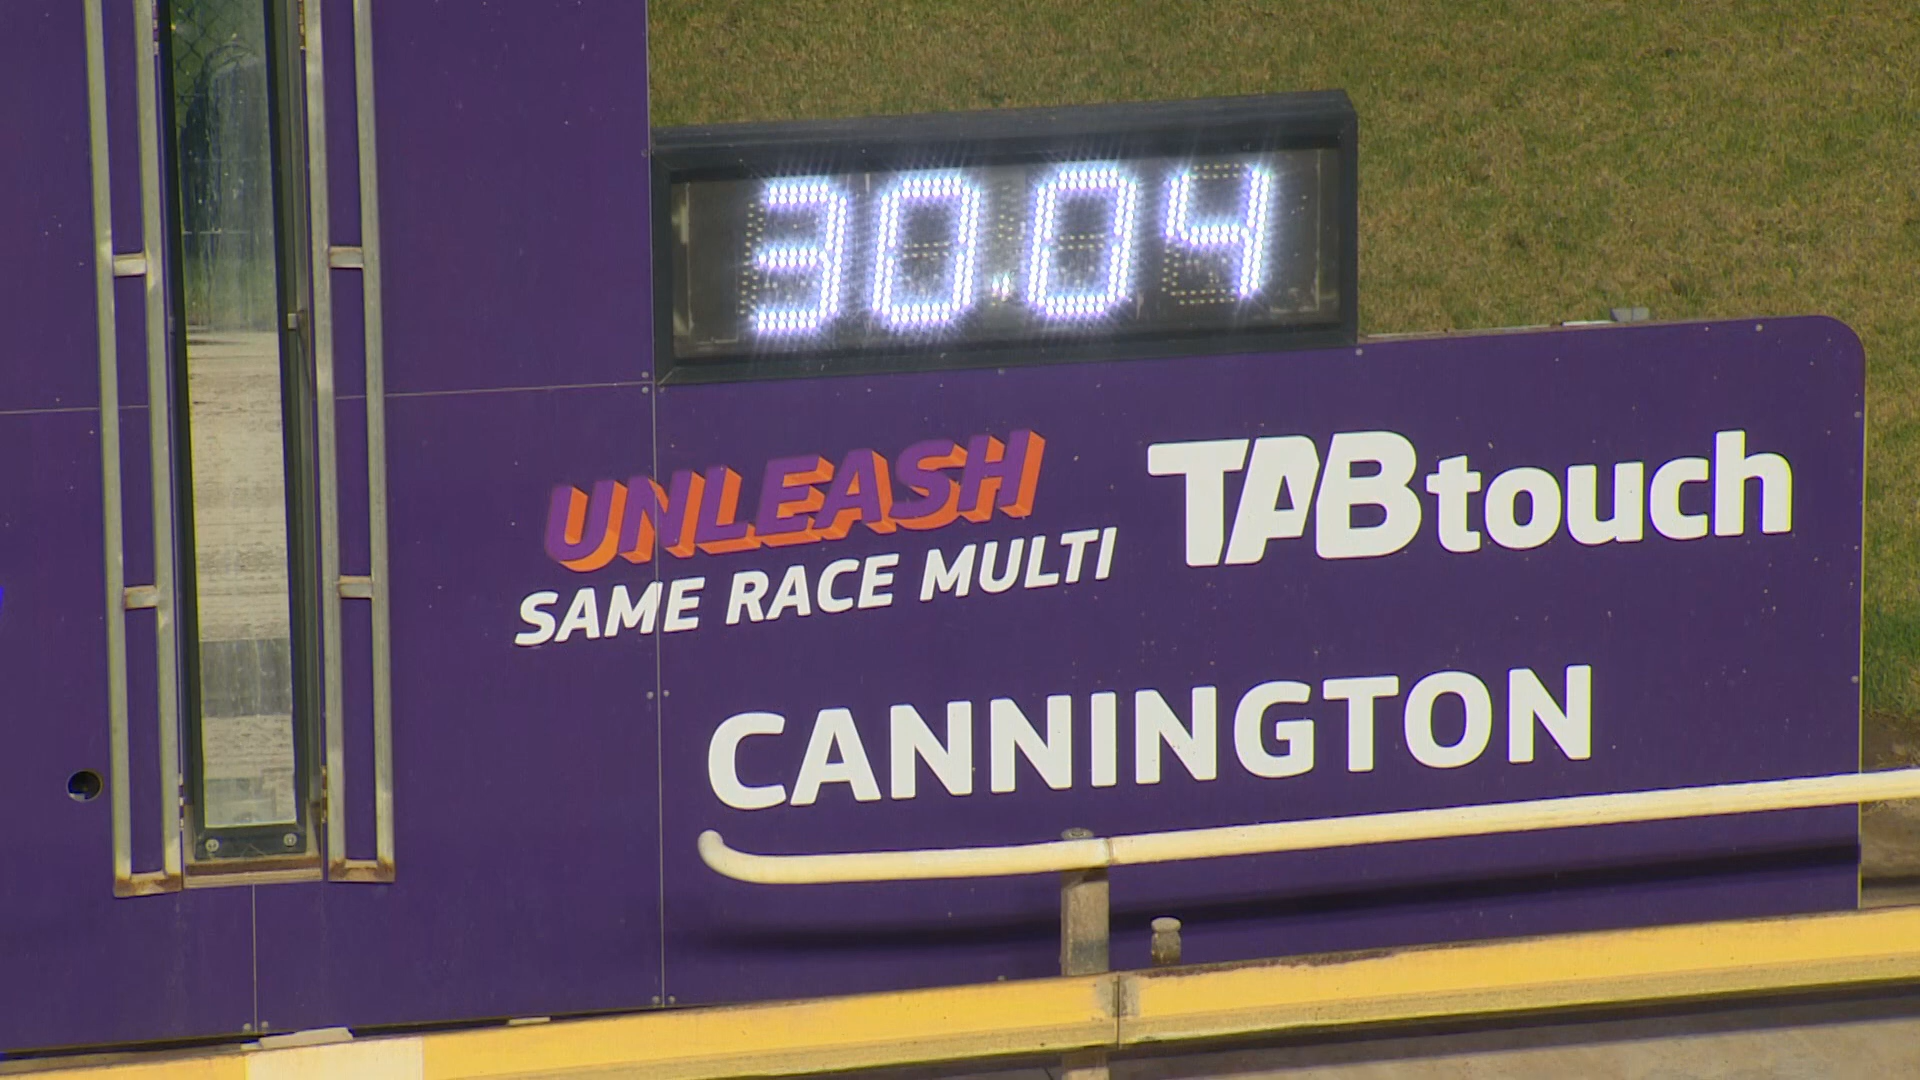 30.04
UNLEASH
SAME RACE MULTI
TABtouch
CANNINGTON